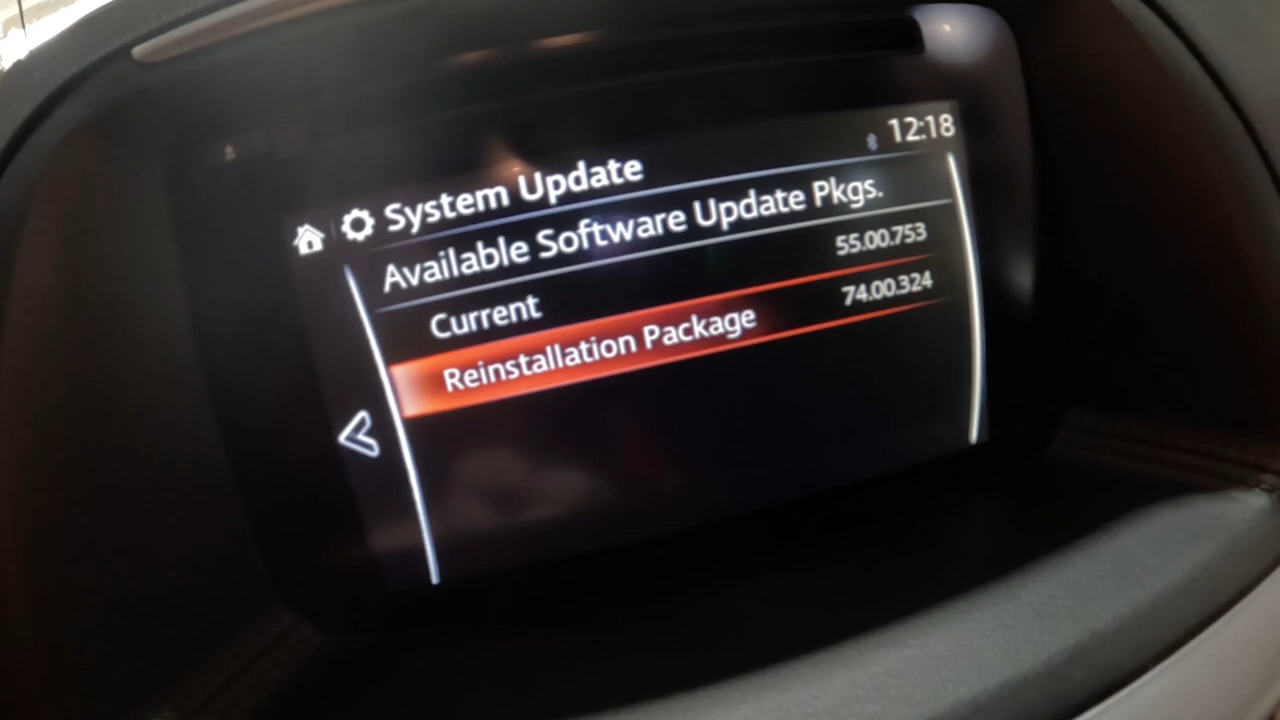 12:18
System Update
Available Software Update Pkgs.
Current 55.00.753
Reinstallation Package 74.00.324